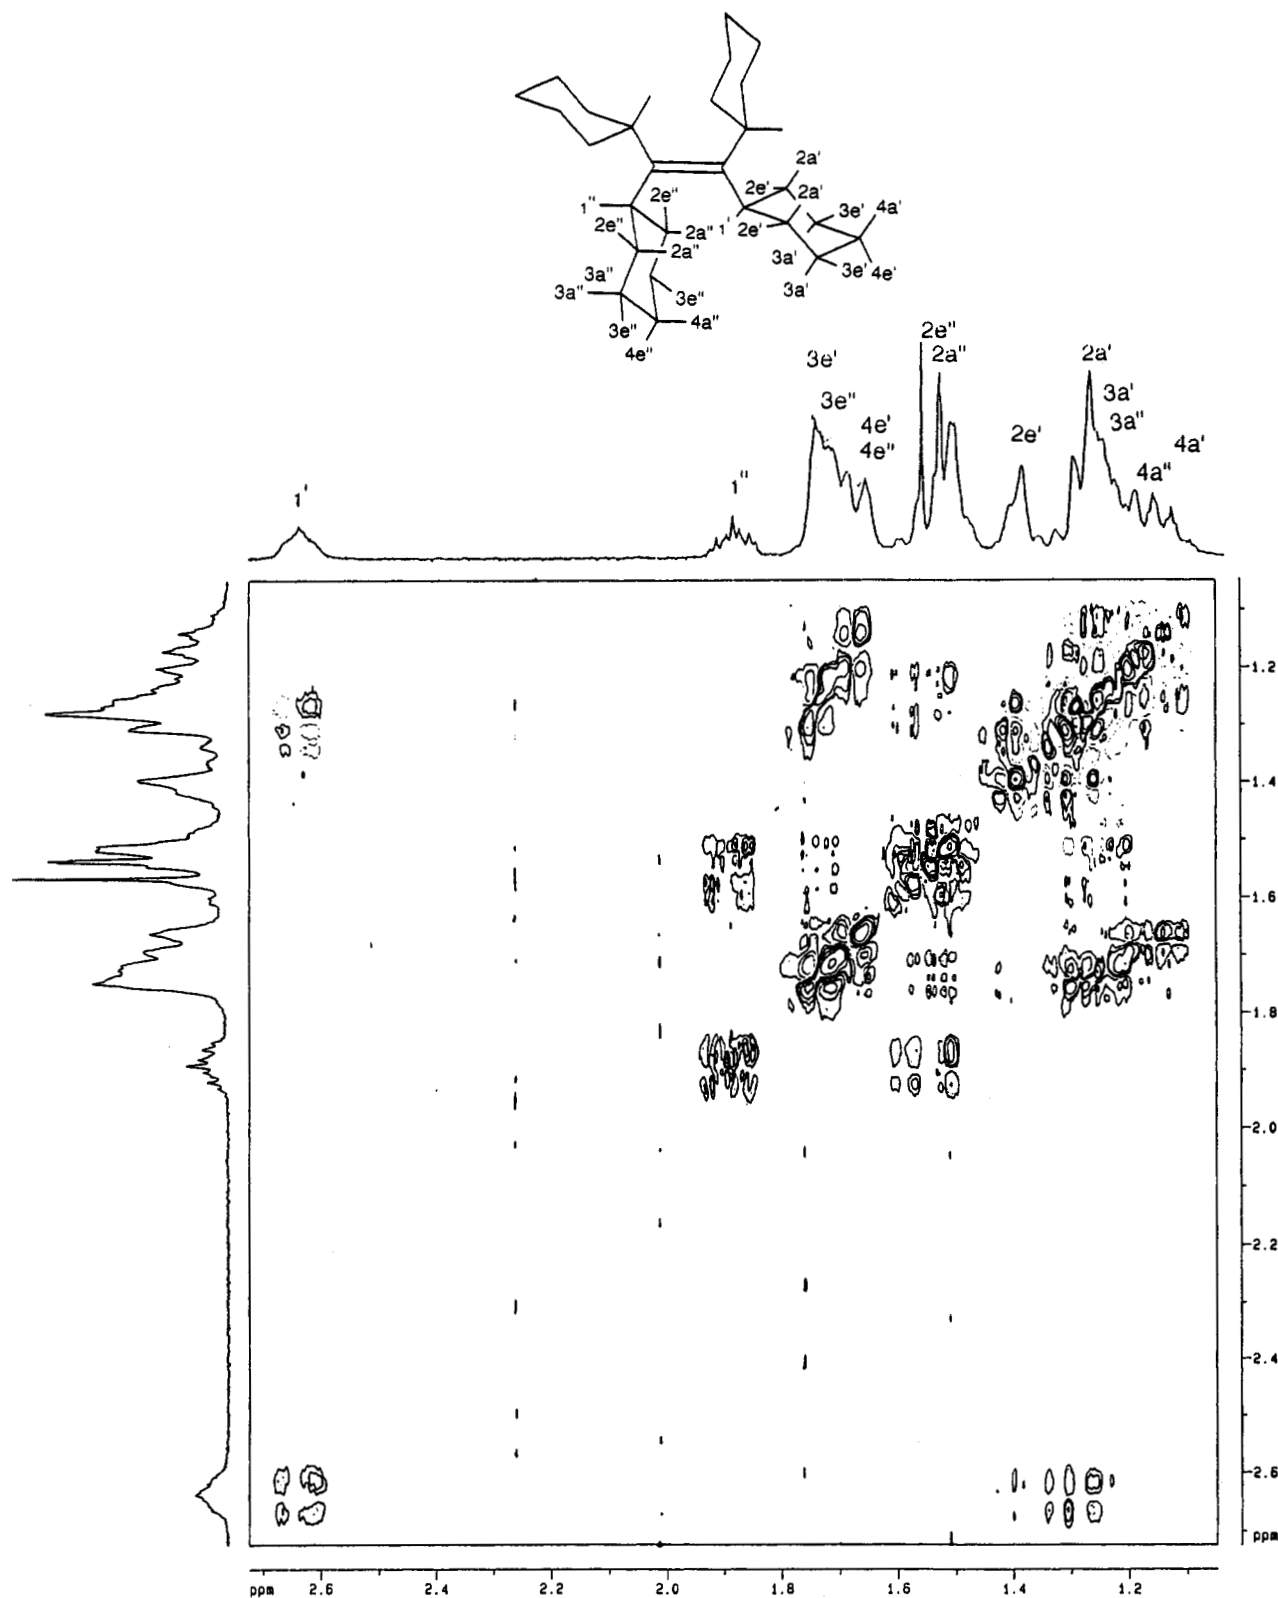 2a'
2e"
2e'
2a'
1"
3e'
4a'
2e"
2a"
1'
2e'
2a"
3a"
3a'
3e'
4e'
3a"
3e"
3a'
3e"
4a"
4e"
2e"
3e'
2a"
2a'
3e"
3a'
4e'
3a"
2e'
4e"
4a'
1'
1"
4a"
1.2
1.4
1.6
1.8
2.0
2.2
2.4
2.6
ppm
ppm 2.6 2.4 2.2 2.0 1.8 1.6 1.4 1.2